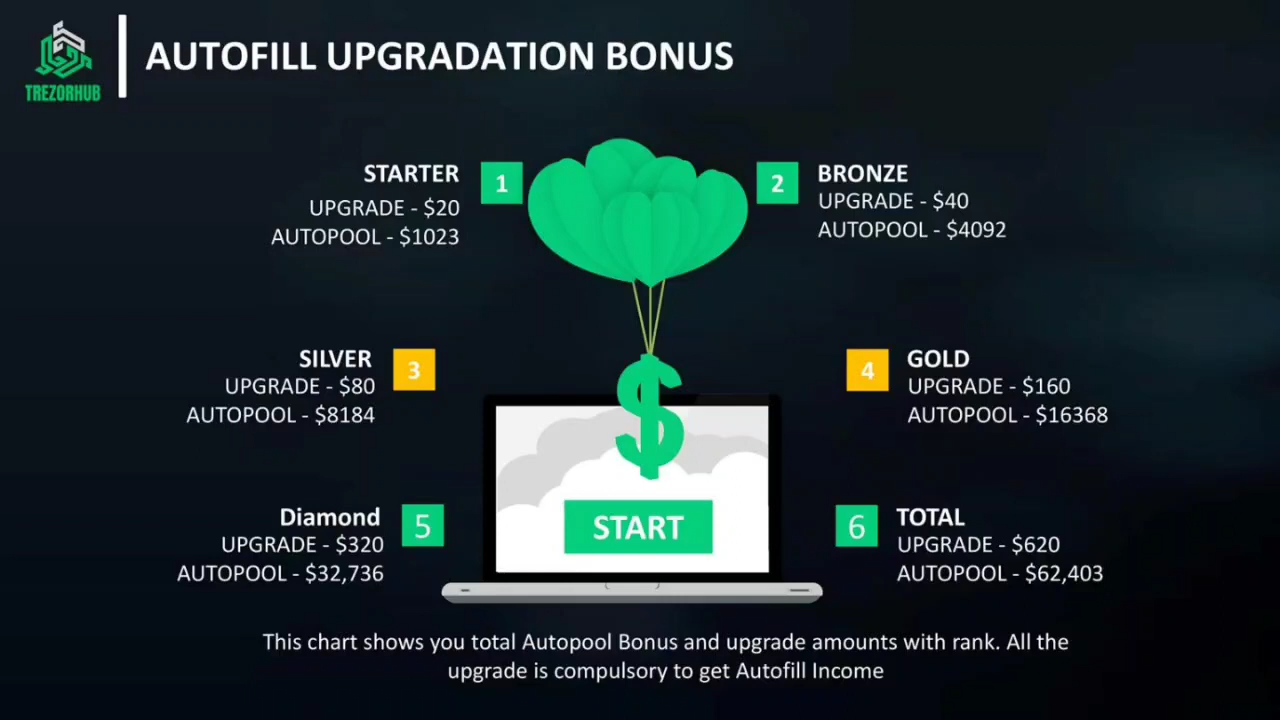 TREZORHUB
AUTOFILL UPGRADATION BONUS
STARTER
UPGRADE - $20
AUTOPOOL - $1023
1
2
BRONZE
UPGRADE - $40
AUTOPOOL - $4092
SILVER
UPGRADE - $80
AUTOPOOL - $8184
3
4
GOLD
UPGRADE - $160
AUTOPOOL - $16368
$
START
Diamond
UPGRADE - $320
AUTOPOOL - $32,736
5
6
TOTAL
UPGRADE - $620
AUTOPOOL - $62,403
This chart shows you total Autopool Bonus and upgrade amounts with rank. All the
upgrade is compulsory to get Autofill Income